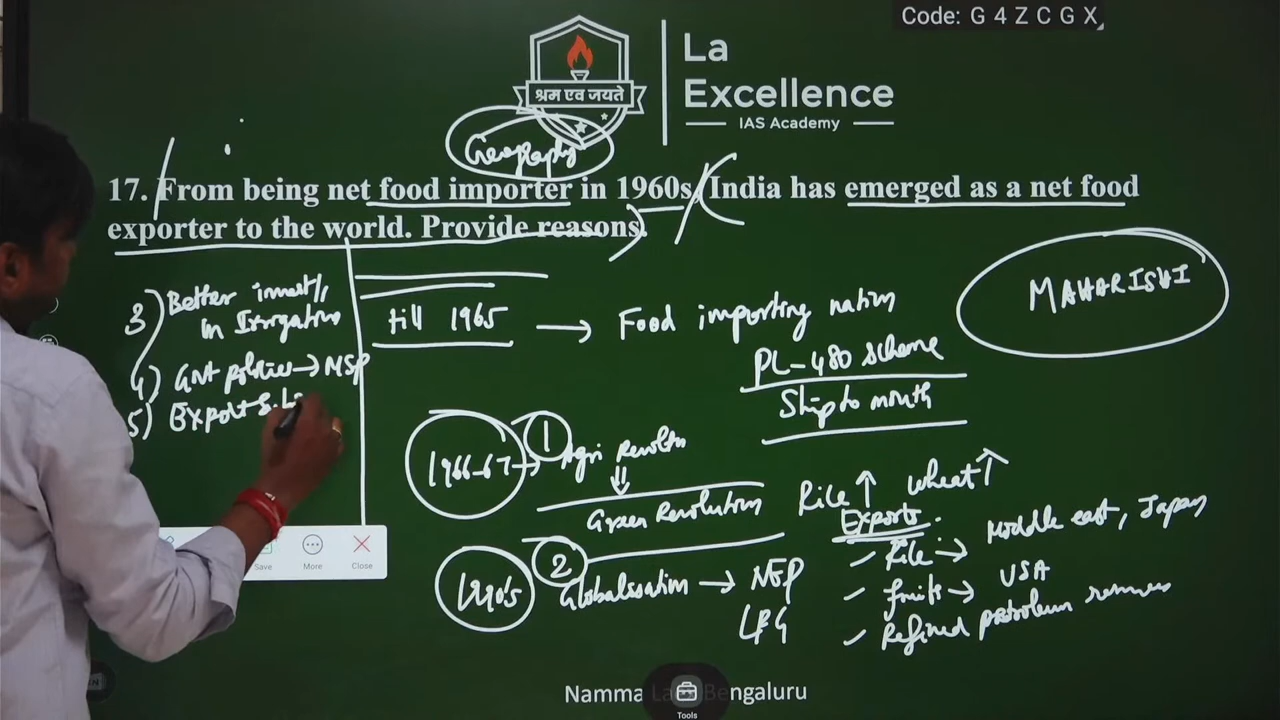 Code: G 4 Z C G X
La
Excellence
IAS Academy
श्रम एव जयते
Geography
17. From being net food importer in 1960s, India has emerged as a net food
exporter to the world. Provide reasons.
MAHARISHI
3) Better invest/s
in Irrigation
4) Gvt policies → MSP
5) Export
till 1965 → Food importing nation
PL-480 scheme
Ship to mouth
1966-67 → 1 Agri Revoltn
Green Revolution
Rice ↑ Wheat ↑
1990's 2 Globalisation → NEP
LPG
Exports:
- Rice → Middle east, Japan
- fruits → USA
- Refined petroleum
Save
More
Close
Namma Bengaluru
Tools